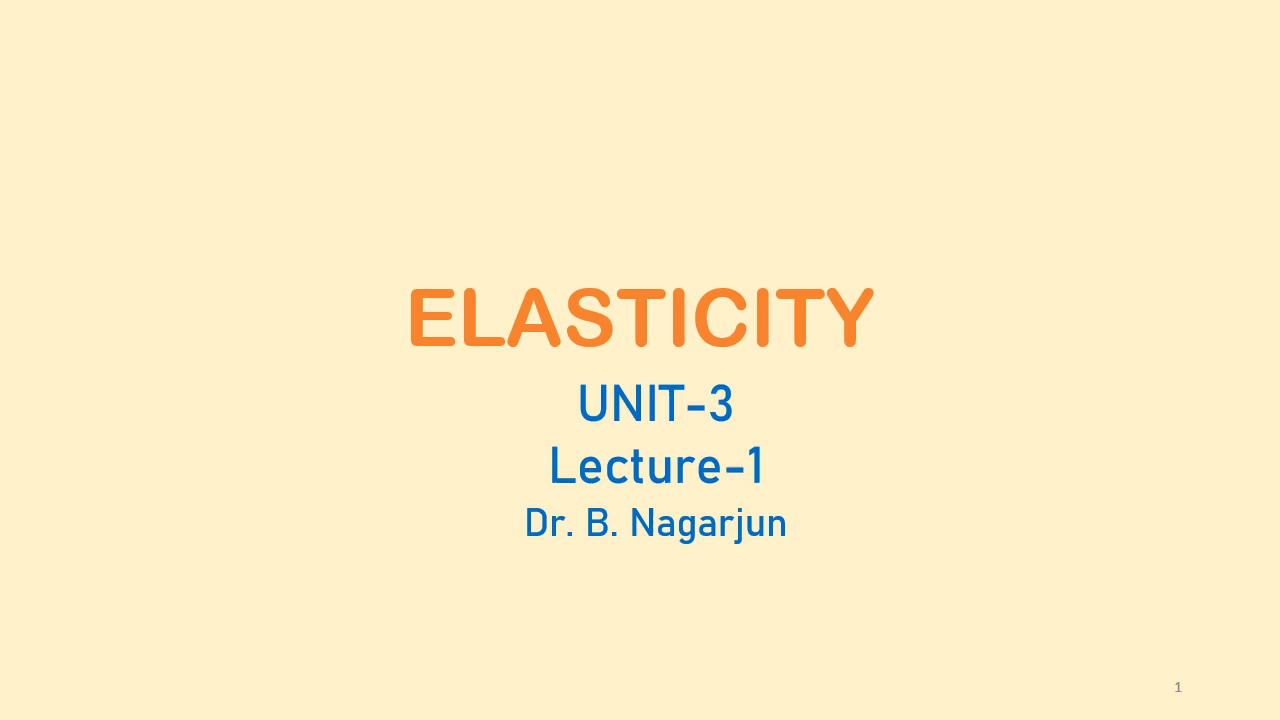 ELASTICITY
UNIT-3
Lecture-1
Dr. B. Nagarjun
1